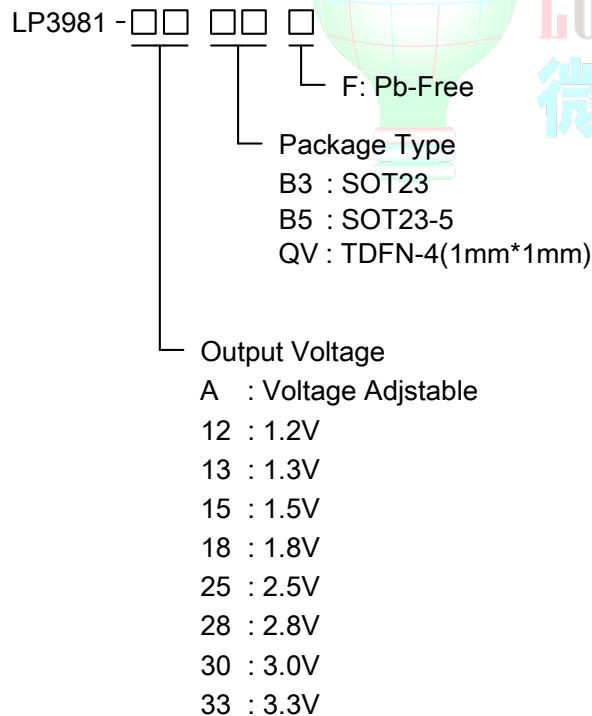 LP3981 -□□ □□ □
F: Pb-Free
Package Type
B3 : SOT23
B5 : SOT23-5
QV : TDFN-4(1mm*1mm)
Output Voltage
A : Voltage Adjstable
12 : 1.2V
13 : 1.3V
15 : 1.5V
18 : 1.8V
25 : 2.5V
28 : 2.8V
30 : 3.0V
33 : 3.3V